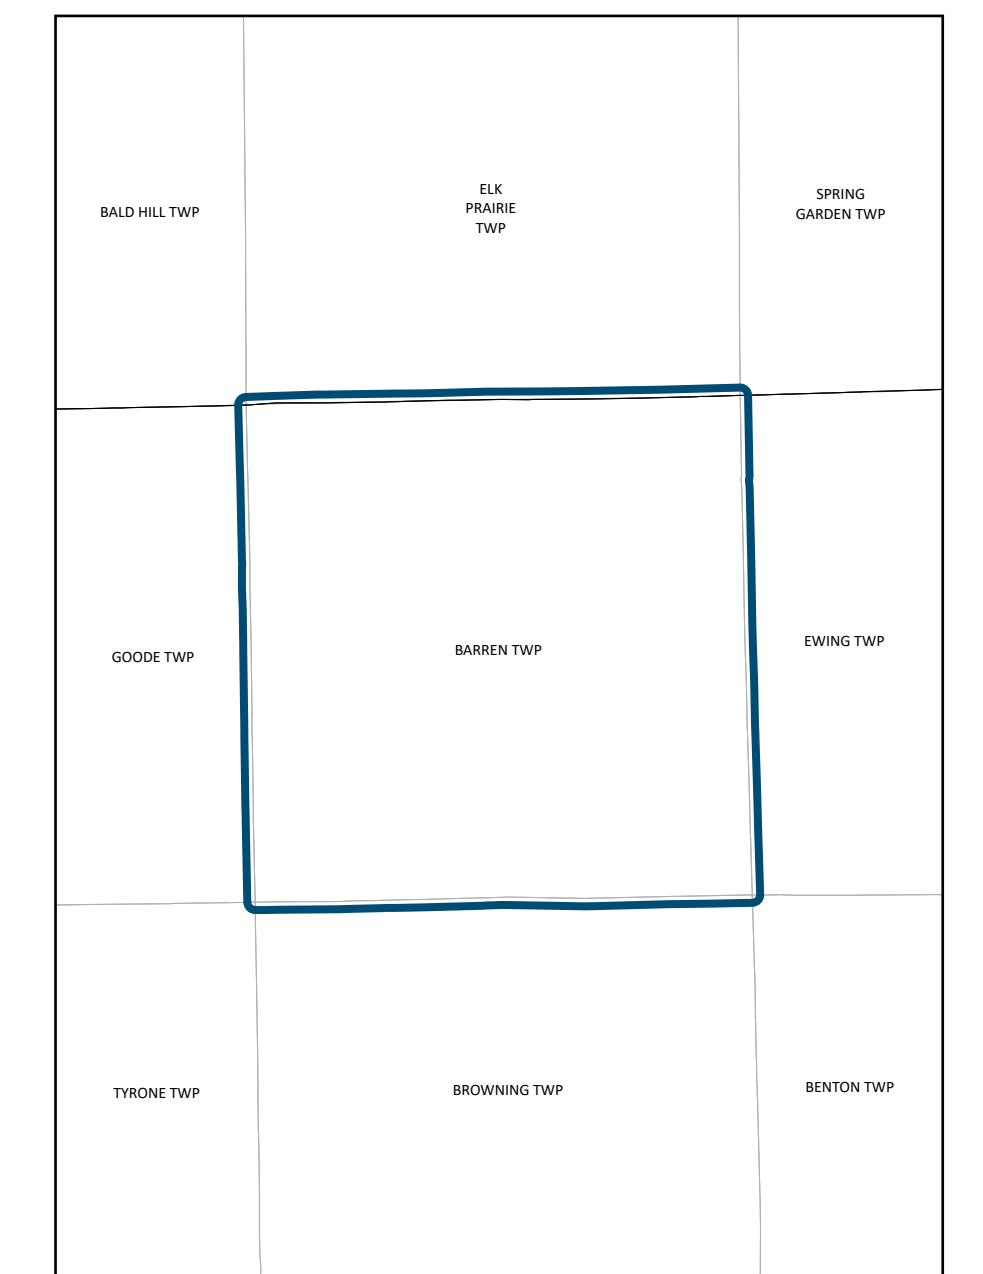 BALD HILL TWP
ELK
PRAIRIE
TWP
SPRING
GARDEN TWP
GOODE TWP
BARREN TWP
EWING TWP
TYRONE TWP
BROWNING TWP
BENTON TWP